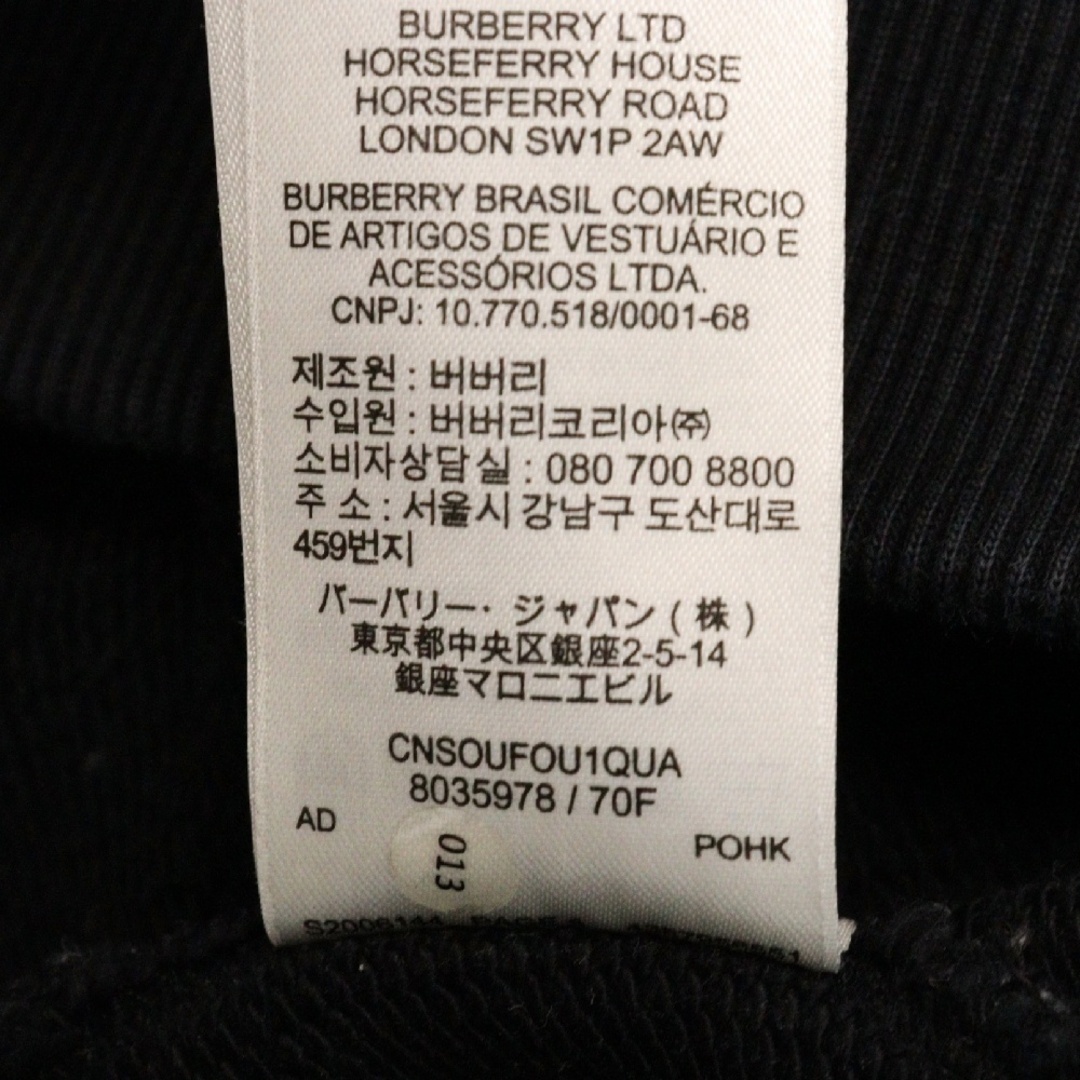 BURBERRY LTD
HORSEFERRY HOUSE
HORSEFERRY ROAD
LONDON SW1P 2AW
BURBERRY BRASIL COMÉRCIO
DE ARTIGOS DE VESTUÁRIO E
ACESSÓRIOS LTDA.
CNPJ: 10.770.518/0001-68
제조원 : 버버리
수입원 : 버버리코리아㈜
소비자상담실 : 080 700 8800
주 소 : 서울시 강남구 도산대로
459번지
バーバリー・ジャパン ( 株 )
東京都中央区銀座2-5-14
銀座マロニエビル
CNSOUFOU1QUA
8035978 / 70F
AD
013
POHK